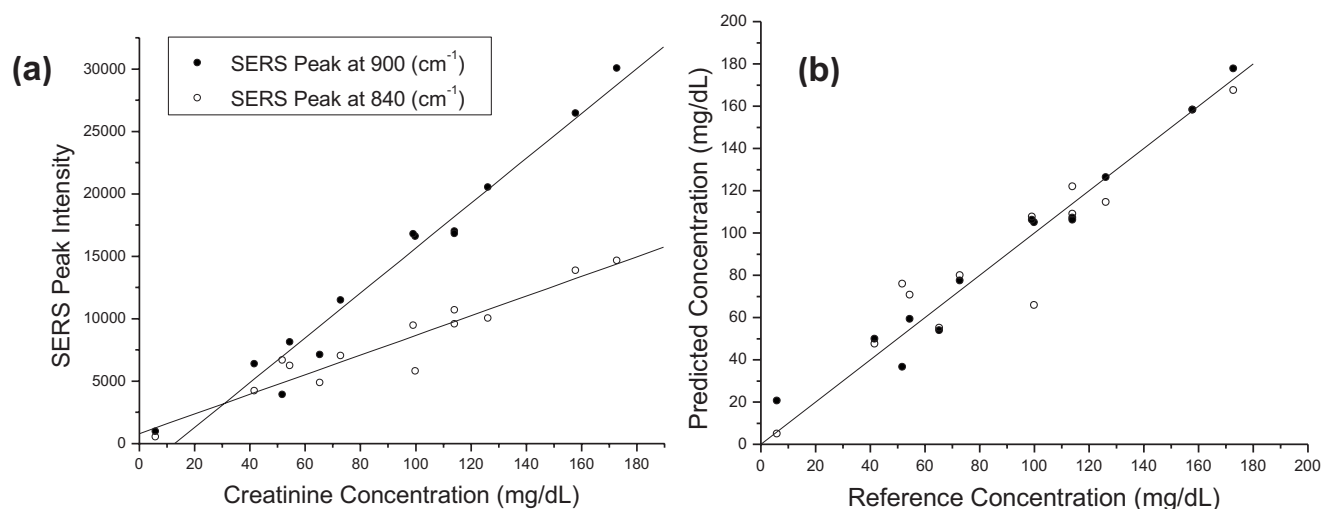 (a)
SERS Peak at 900 (cm⁻¹)
SERS Peak at 840 (cm⁻¹)
SERS Peak Intensity
30000
25000
20000
15000
10000
5000
0
0 20 40 60 80 100 120 140 160 180
Creatinine Concentration (mg/dL)
(b)
Predicted Concentration (mg/dL)
200
180
160
140
120
100
80
60
40
20
0
0 20 40 60 80 100 120 140 160 180 200
Reference Concentration (mg/dL)